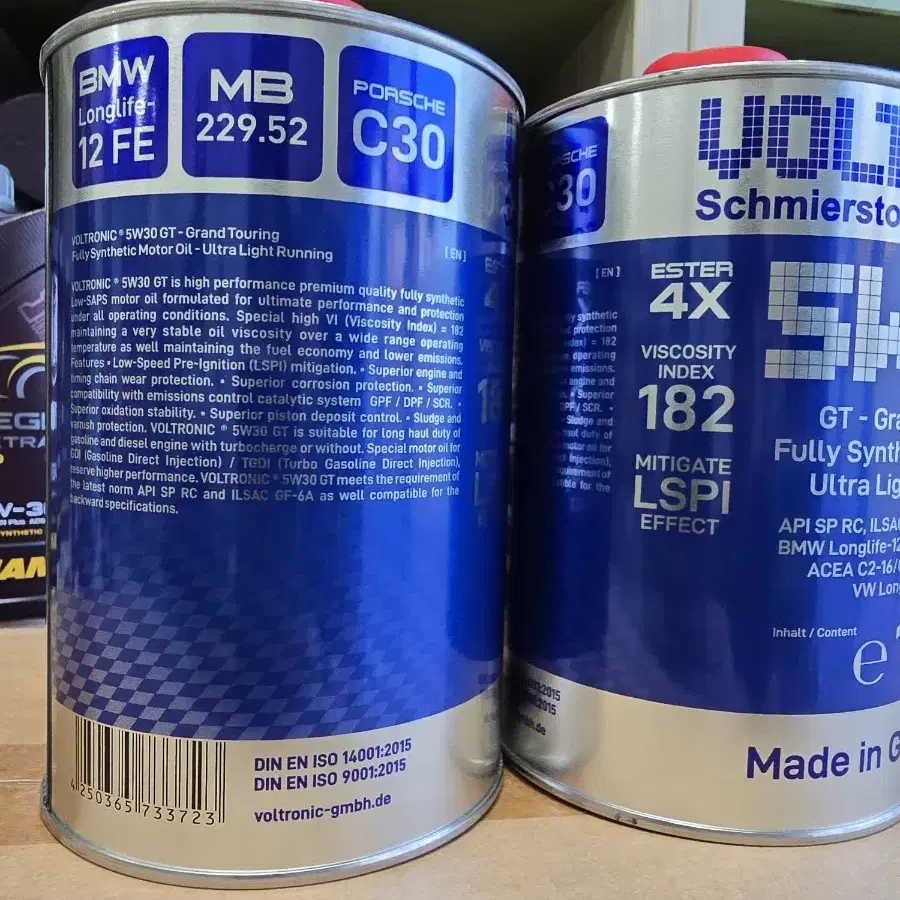 BMW
Longlife-
12 FE
MB
229.52
PORSCHE
C30
VOLTRONIC ® 5W30 GT - Grand Touring
Fully Synthetic Motor Oil - Ultra Light Running
[ EN ]
VOLTRONIC ® 5W30 GT is high performance premium quality fully synthetic
Low-SAPS motor oil formulated for ultimate performance and protection
under all operating conditions. Special high VI (Viscosity Index) = 182
maintaining a very stable oil viscosity over a wide range operating
temperature as well maintaining the fuel economy and lower emissions.
Features • Low-Speed Pre-Ignition (LSPI) mitigation. • Superior engine and
timing chain wear protection. • Superior corrosion protection. • Superior
compatibility with emissions control catalytic system GPF / DPF / SCR. •
Superior oxidation stability. • Superior piston deposit control. • Sludge and
varnish protection. VOLTRONIC ® 5W30 GT is suitable for long haul duty of
gasoline and diesel engine with turbocharge or without. Special motor oil for
GDI (Gasoline Direct Injection) / TGDI (Turbo Gasoline Direct Injection),
reserve higher performance. VOLTRONIC ® 5W30 GT meets the requirement of
the latest norm API SP RC and ILSAC GF-6A as well compatible for the
backward specifications.
4 250365 733723
DIN EN ISO 14001:2015
DIN EN ISO 9001:2015
voltronic-gmbh.de
C30
[ EN ]
VOLT
Schmiersto
ESTER
4X
VISCOSITY
INDEX
182
MITIGATE
LSPI
EFFECT
5W
GT - Gra
Fully Synth
Ultra Lig
API SP RC, ILSA
BMW Longlife-12
ACEA C2-16/
VW Lon
Inhalt / Content
e
Made in G